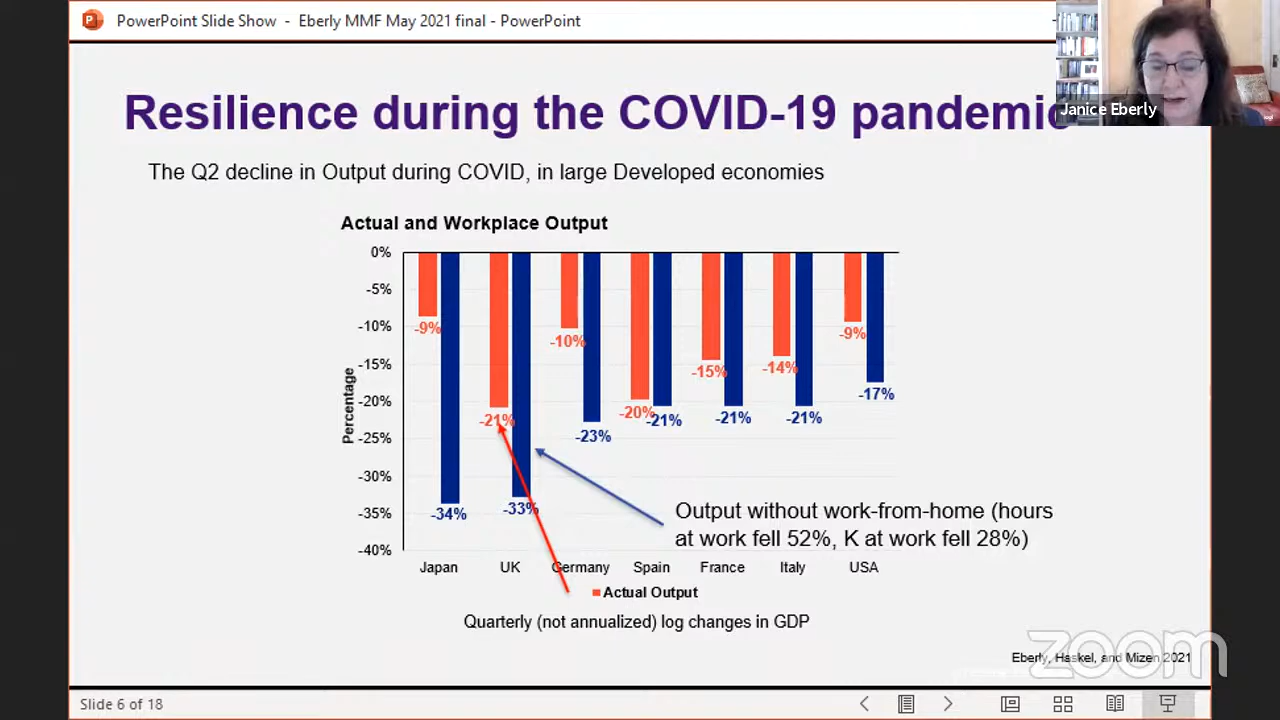 PowerPoint Slide Show - Eberly MMF May 2021 final - PowerPoint
Janice Eberly
Resilience during the COVID-19 pandemic
The Q2 decline in Output during COVID, in large Developed economies
Actual and Workplace Output
0%
-5%
-10%
-15%
-20%
-25%
-30%
-35%
-40%
Percentage
-9%
-34%
-21%
-33%
-10%
-23%
-20%
-21%
-15%
-21%
-14%
-21%
-9%
-17%
Output without work-from-home (hours
at work fell 52%, K at work fell 28%)
Japan UK Germany Spain France Italy USA
Actual Output
Quarterly (not annualized) log changes in GDP
zoom
Eberly, Haskel, and Mizen 2021
Slide 6 of 18